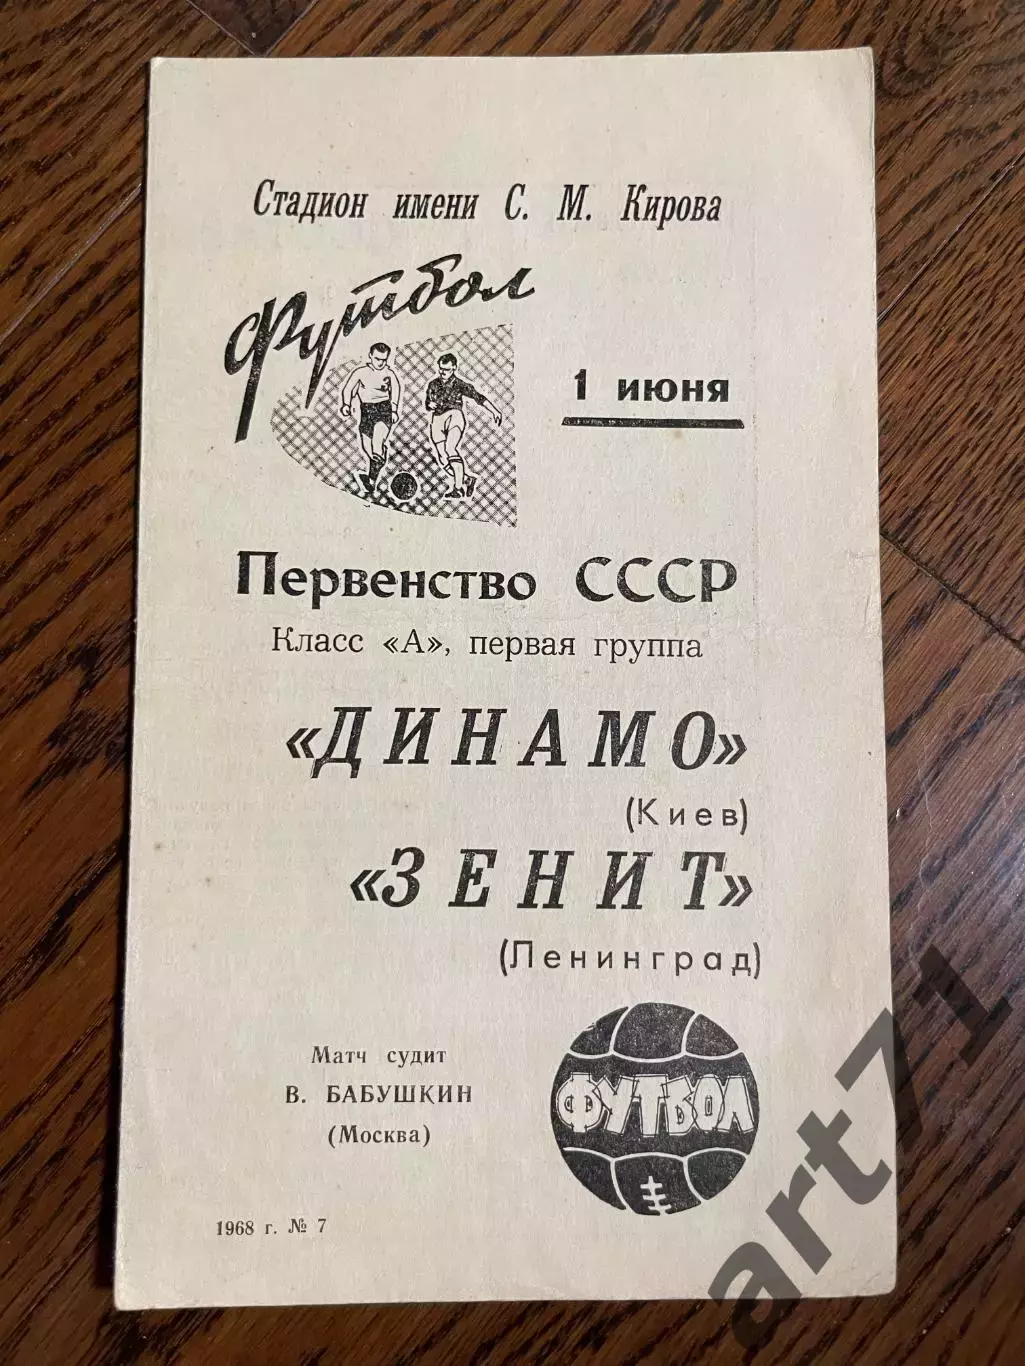 Стадион имени С. М. Кирова
Футбол
1 июня
Первенство СССР
Класс «А», первая группа
«ДИНАМО»
(Киев)
«ЗЕНИТ»
(Ленинград)
Матч судит
В. БАБУШКИН
(Москва)
ФУТБОЛ
1968 г. № 7
art71